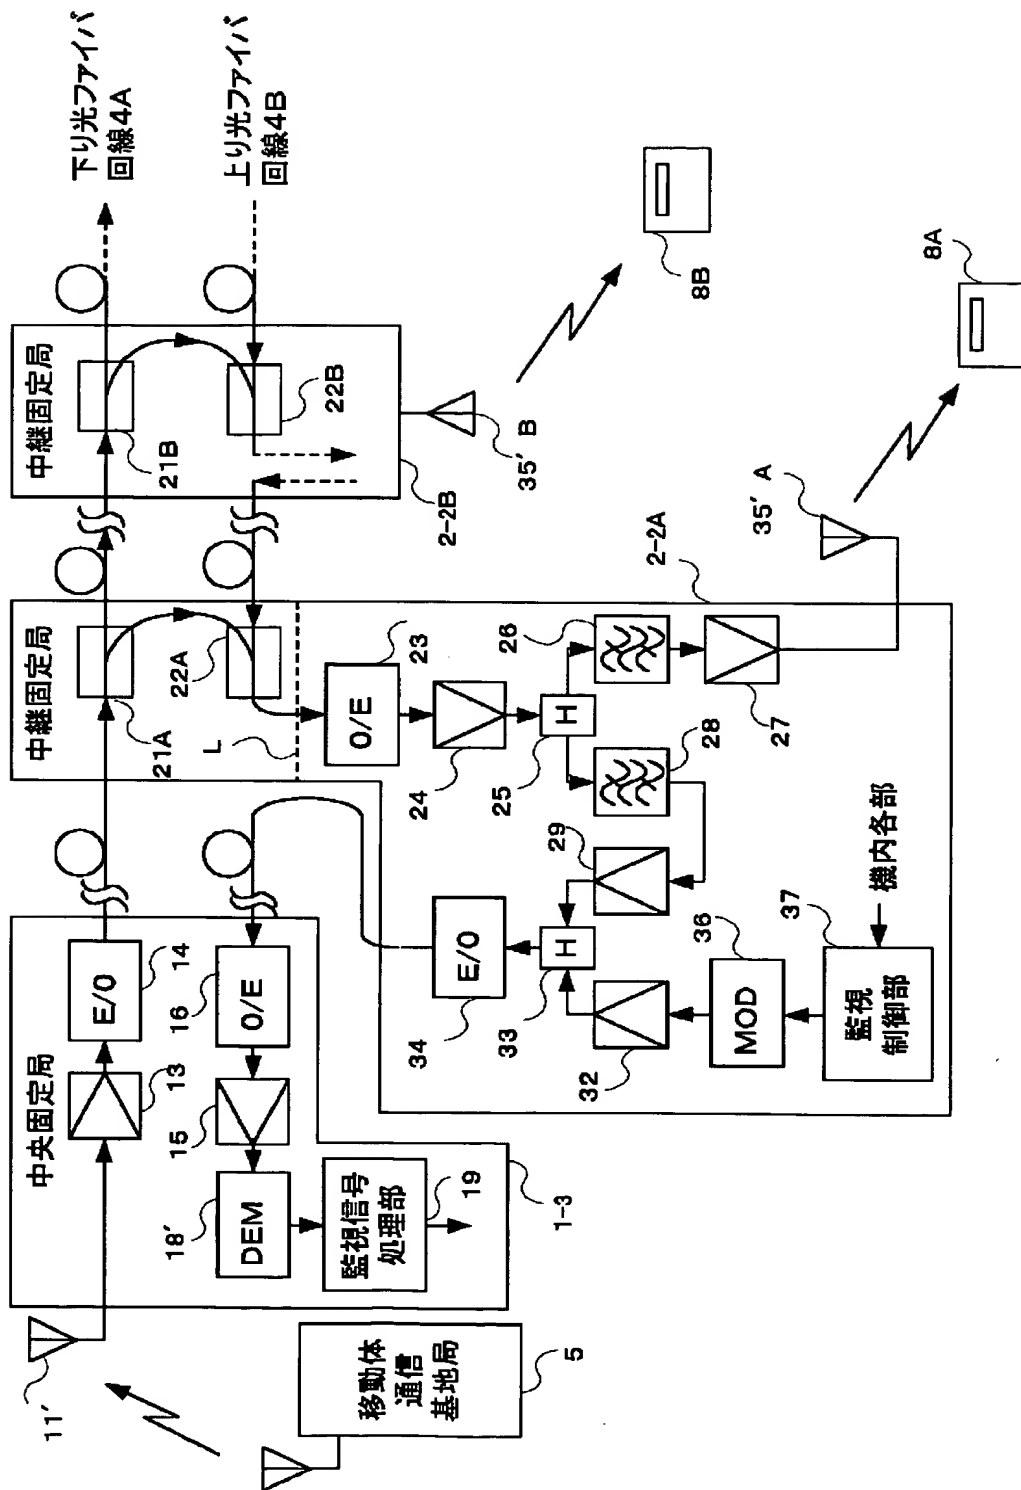 下り光ファイバ
回線4A
上り光ファイバ
回線4B
中継固定局
21B
22B
2-2B
35′B
8B
中継固定局
21A
22A
L
O/E
23
24
H
25
26
27
28
29
H
33
E/O
34
32
MOD
36
監視
制御部
37
機内各部
2-2A
35′A
8A
中央固定局
E/O
14
13
O/E
16
15
DEM
18′
監視信号
処理部
19
1-3
11′
移動体
通信
基地局
5